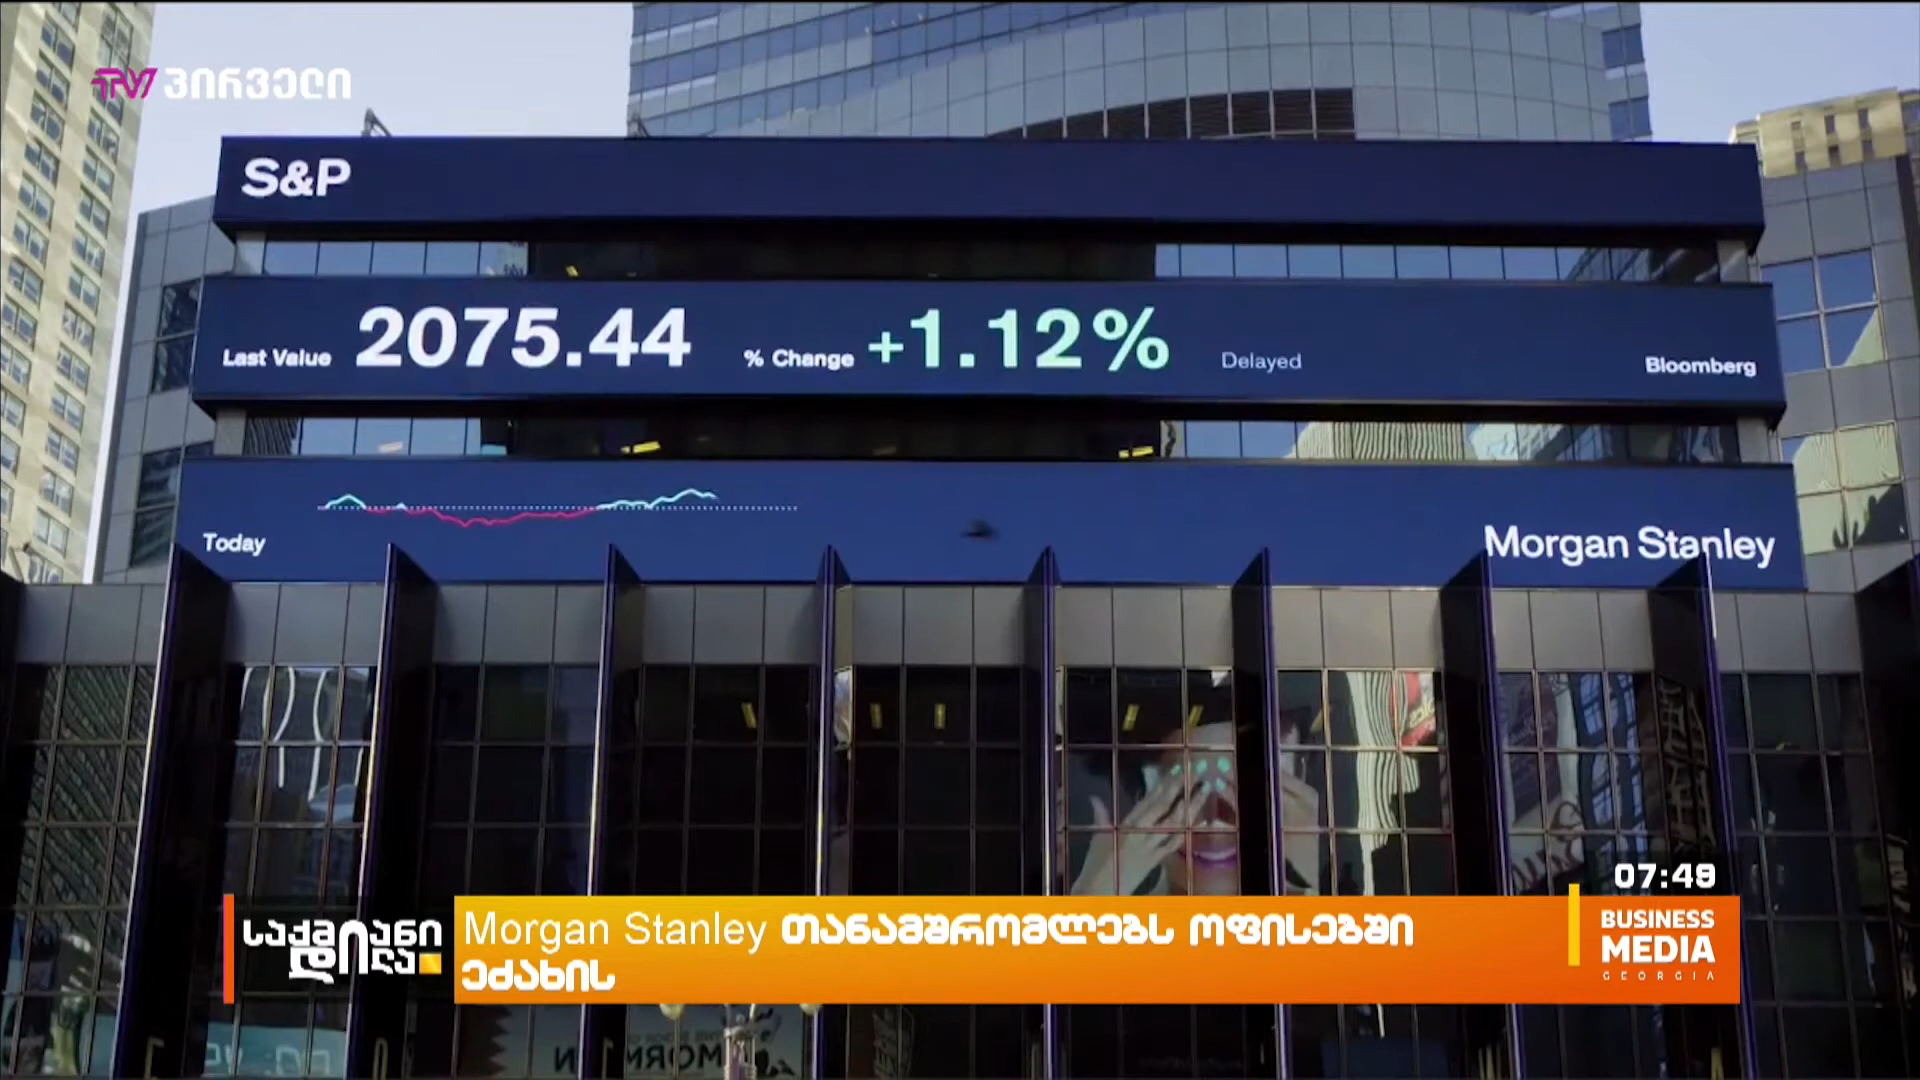 TV პირველი
S&P
Last Value 2075.44 % Change +1.12% Delayed Bloomberg
Today
Morgan Stanley
07:48
საქმიანი
დილა
Morgan Stanley თანამშრომლებს ოფისებში
ეძახის
BUSINESS
MEDIA
GEORGIA